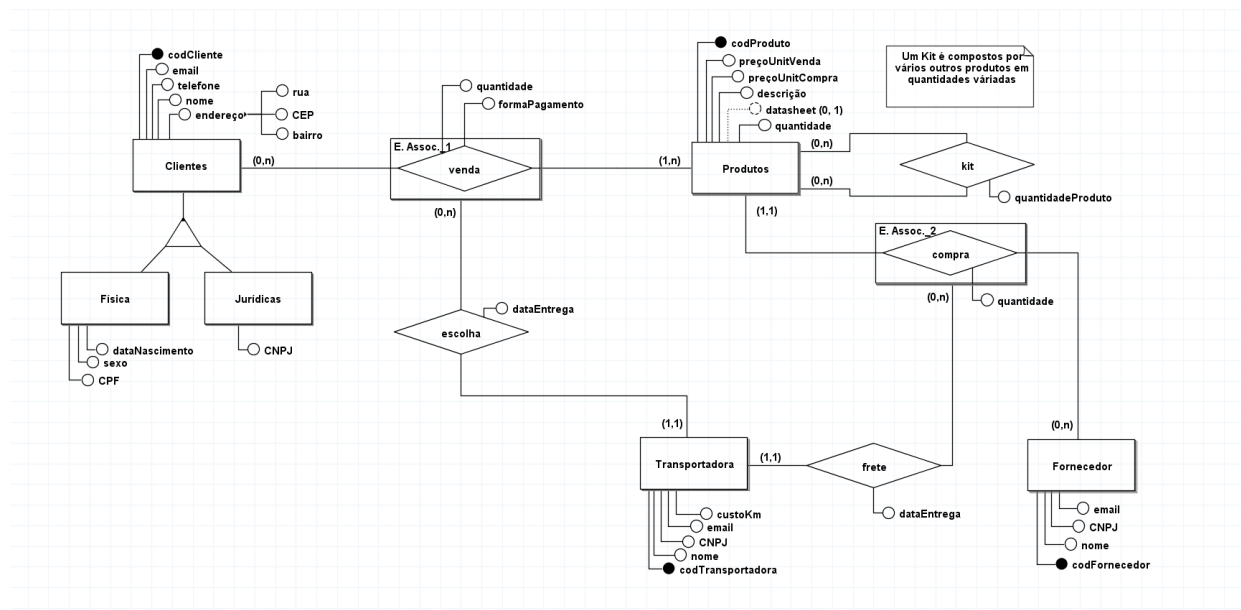 codCliente
email
telefone
nome
endereço
rua
CEP
bairro
Clientes
(0,n)
quantidade
formaPagamento
E. Assoc._1
venda
(1,n)
(0,n)
codProduto
preçoUnitVenda
preçoUnitCompra
descrição
datasheet (0, 1)
quantidade
Produtos
(0,n)
(0,n)
(1,1)
Um Kit é compostos por
vários outros produtos em
quantidades váriadas
kit
quantidadeProduto
E. Assoc._2
compra
(0,n)
quantidade
Física
dataNascimento
sexo
CPF
Jurídicas
CNPJ
dataEntrega
escolha
(1,1)
Transportadora
(1,1)
custoKm
email
CNPJ
nome
codTransportadora
frete
dataEntrega
(0,n)
Fornecedor
email
CNPJ
nome
codFornecedor